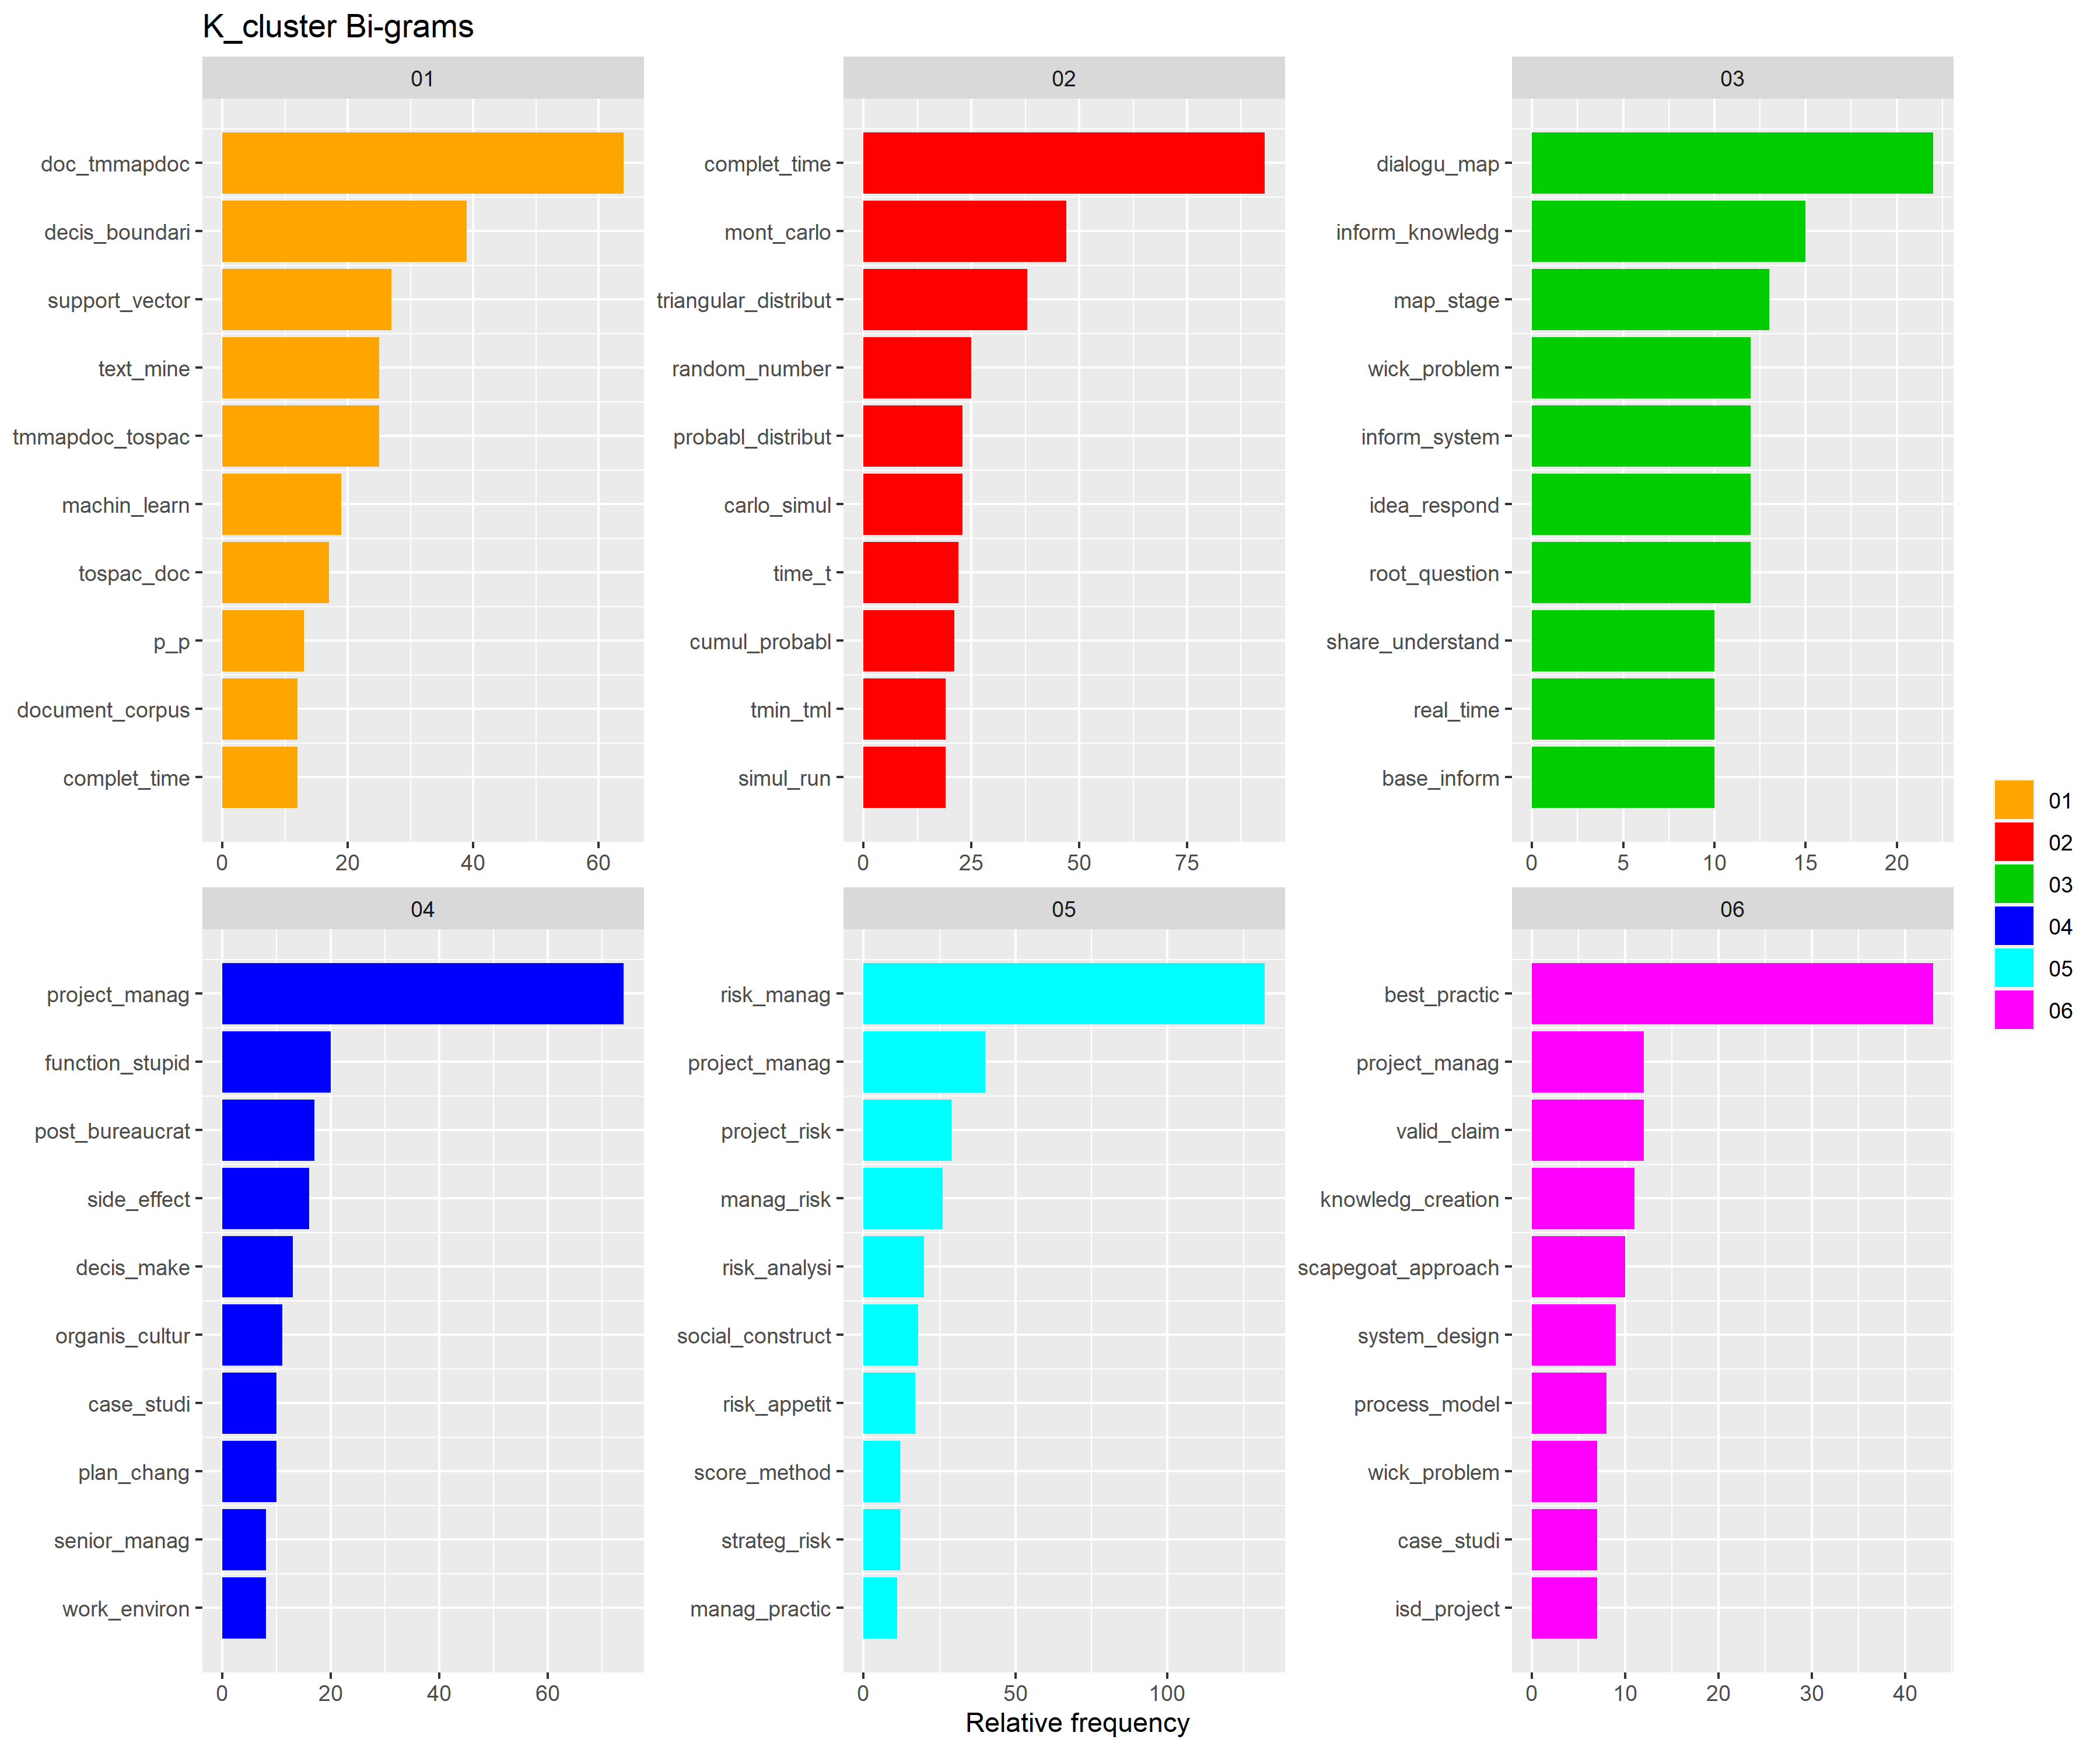 K_cluster Bi-grams
01
doc_tmmapdoc
decis_boundari
support_vector
text_mine
tmmapdoc_tospac
machin_learn
tospac_doc
p_p
document_corpus
complet_time
0 20 40 60
02
complet_time
mont_carlo
triangular_distribut
random_number
probabl_distribut
carlo_simul
time_t
cumul_probabl
tmin_tml
simul_run
0 25 50 75
03
dialogu_map
inform_knowledg
map_stage
wick_problem
inform_system
idea_respond
root_question
share_understand
real_time
base_inform
0 5 10 15 20
04
project_manag
function_stupid
post_bureaucrat
side_effect
decis_make
organis_cultur
case_studi
plan_chang
senior_manag
work_environ
0 20 40 60
05
risk_manag
project_manag
project_risk
manag_risk
risk_analysi
social_construct
risk_appetit
score_method
strateg_risk
manag_practic
0 50 100
06
best_practic
project_manag
valid_claim
knowledg_creation
scapegoat_approach
system_design
process_model
wick_problem
case_studi
isd_project
0 10 20 30 40
Relative frequency
01
02
03
04
05
06